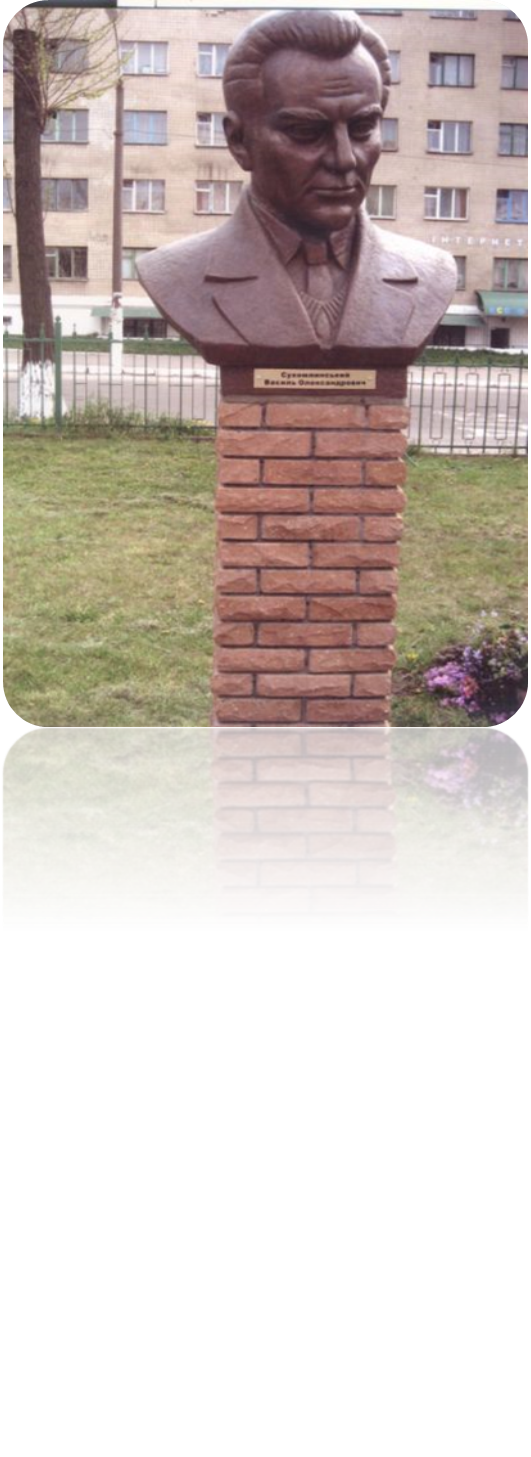 ІНТЕРНЕТ
Сухомлинський
Василь Олександрович